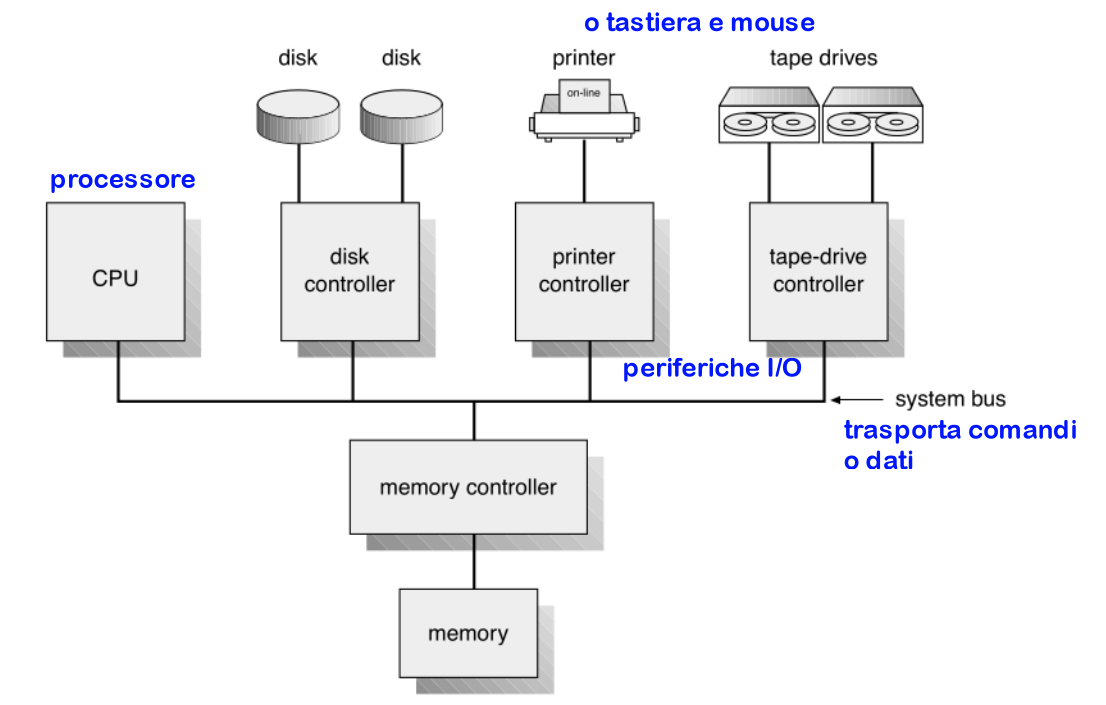 o tastiera e mouse
disk
disk
printer
tape drives
on-line
processore
CPU
disk
controller
printer
controller
tape-drive
controller
periferiche I/O
system bus
trasporta comandi
o dati
memory controller
memory